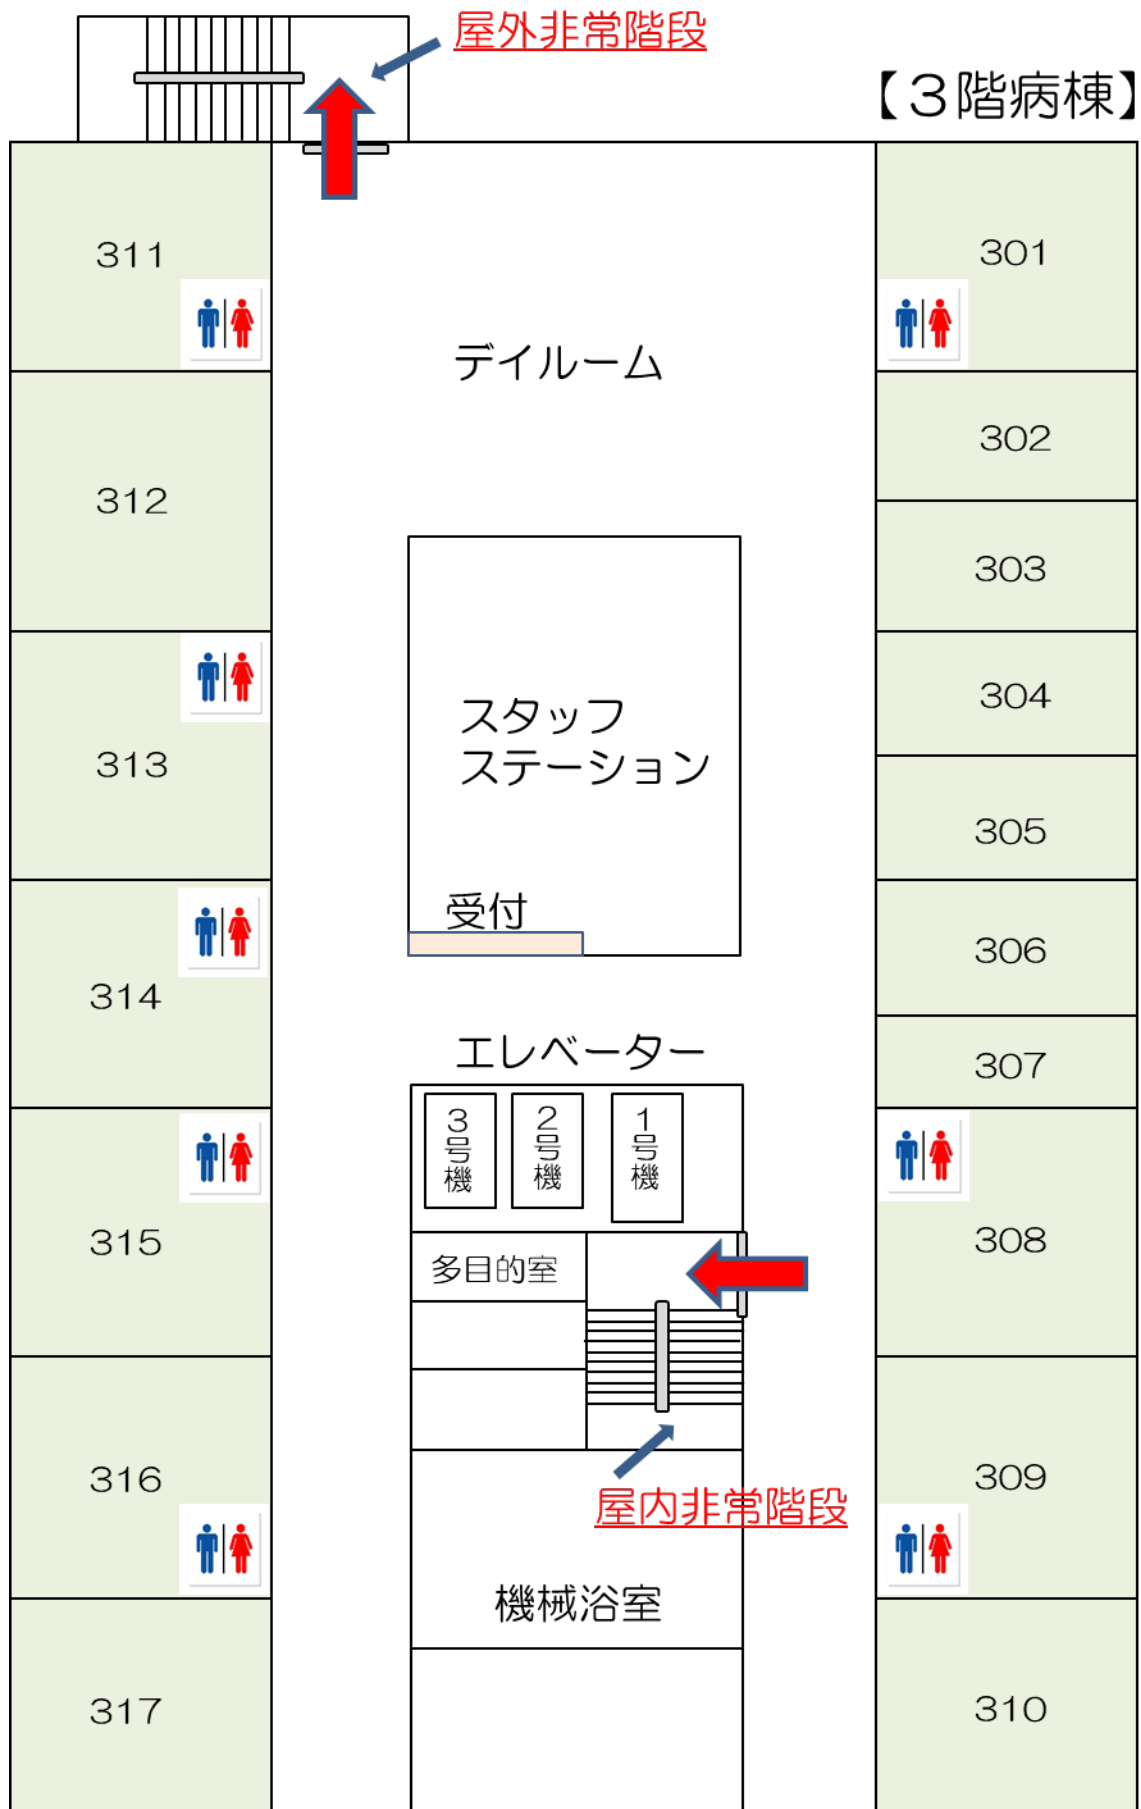 屋外非常階段
【３階病棟】
311
301
デイルーム
302
312
303
304
スタッフ
ステーション
313
305
受付
306
314
エレベーター
307
３号機
２号機
１号機
315
308
多目的室
316
309
屋内非常階段
機械浴室
317
310